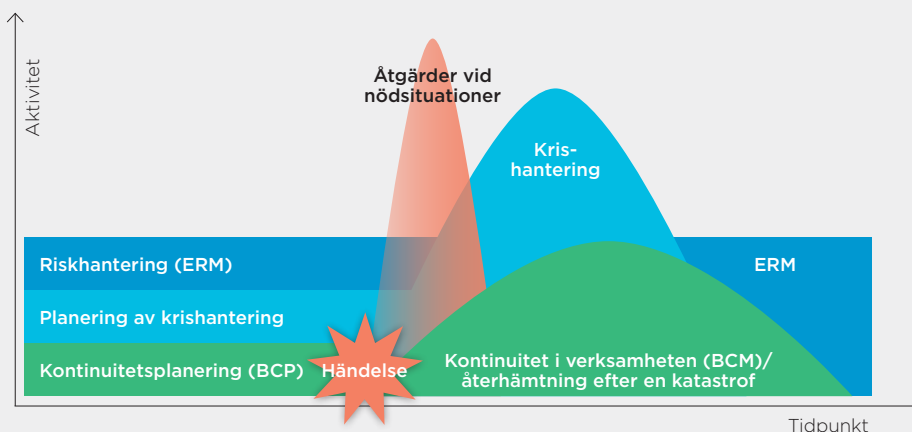 Aktivitet
Åtgärder vid
nödsituationer
Kris-
hantering
Riskhantering (ERM)
ERM
Planering av krishantering
Kontinuitetsplanering (BCP)
Händelse
Kontinuitet i verksamheten (BCM)/
återhämtning efter en katastrof
Tidpunkt